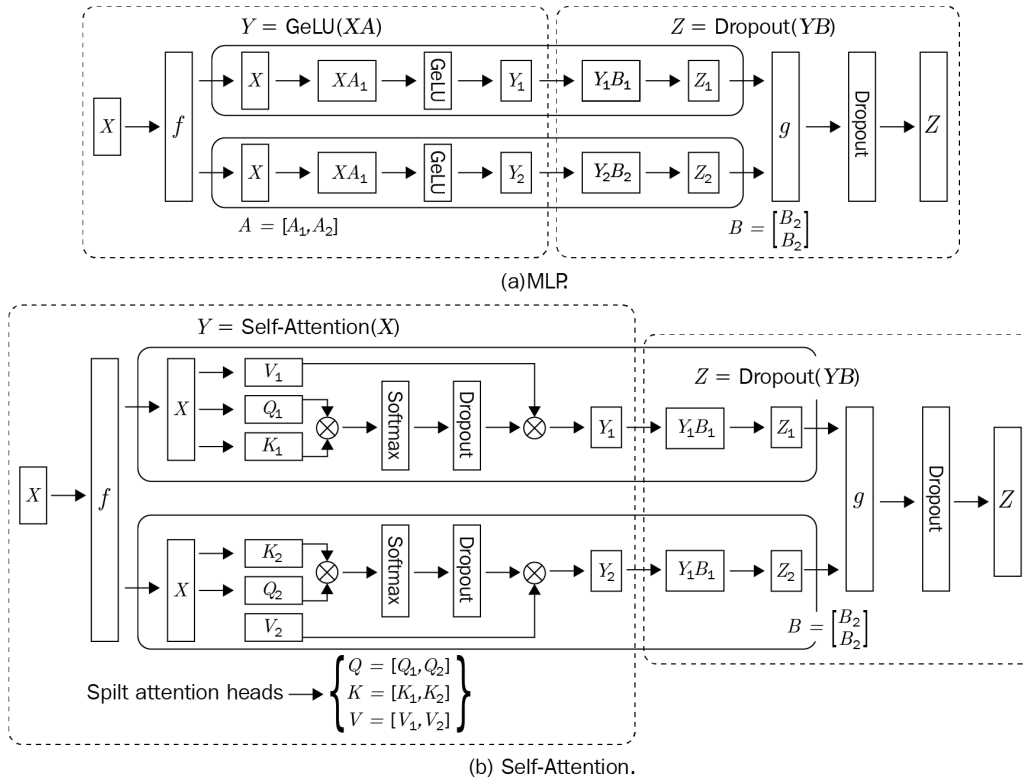 Y = GeLU(XA)
Z = Dropout(YB)
X
f
X
XA₁
GeLU
Y₁
Y₁B₁
Z₁
X
XA₁
GeLU
Y₂
Y₂B₂
Z₂
g
Dropout
Z
A = [A₁,A₂]
B = [B₂
B₂]
(a)MLP.
Y = Self-Attention(X)
Z = Dropout(YB)
X
f
X
V₁
Q₁
K₁
Softmax
Dropout
Y₁
Y₁B₁
Z₁
X
K₂
Q₂
V₂
Softmax
Dropout
Y₂
Y₁B₁
Z₂
g
Dropout
Z
B = [B₂
B₂]
Spilt attention heads
Q = [Q₁,Q₂]
K = [K₁,K₂]
V = [V₁,V₂]
(b) Self-Attention.